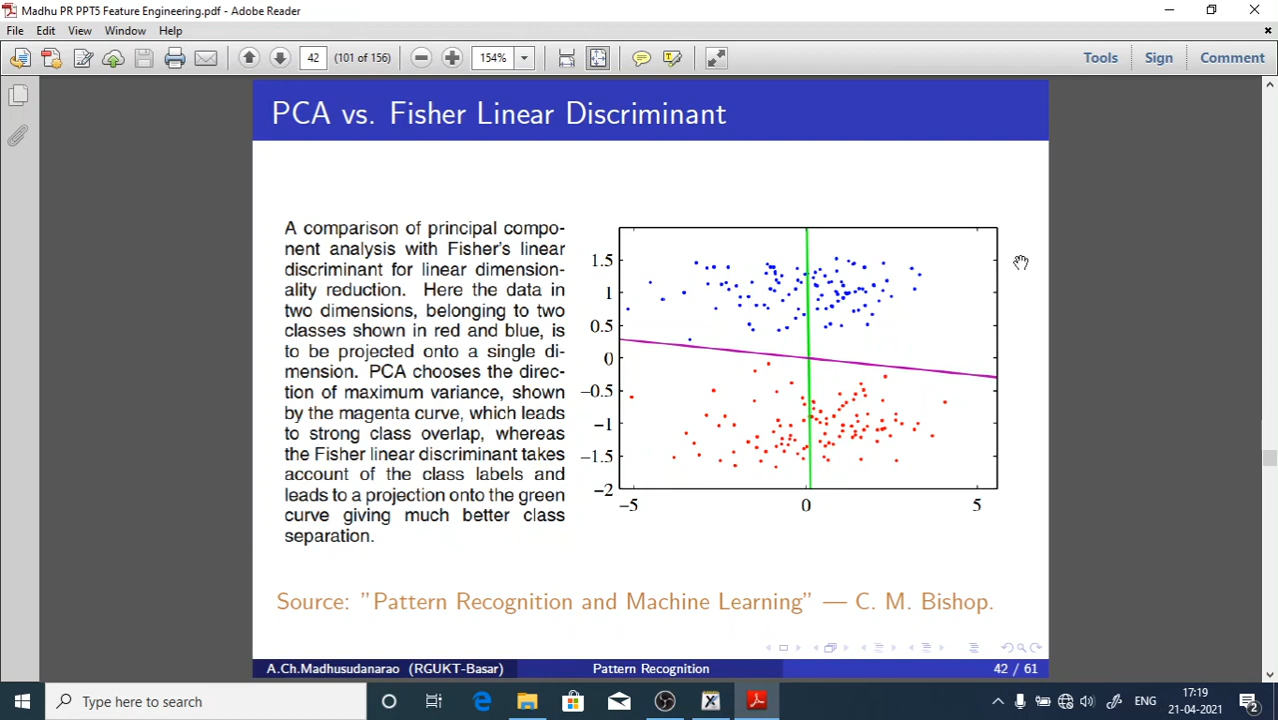 Madhu PR PPT5 Feature Engineering.pdf - Adobe Reader
File Edit View Window Help
42 (101 of 156) 154% Tools Sign Comment
PCA vs. Fisher Linear Discriminant
A comparison of principal compo-
nent analysis with Fisher's linear
discriminant for linear dimension-
ality reduction. Here the data in
two dimensions, belonging to two
classes shown in red and blue, is
to be projected onto a single di-
mension. PCA chooses the direc-
tion of maximum variance, shown
by the magenta curve, which leads
to strong class overlap, whereas
the Fisher linear discriminant takes
account of the class labels and
leads to a projection onto the green
curve giving much better class
separation.
1.5
1
0.5
0
−0.5
−1
−1.5
−2
−5 0 5
Source: "Pattern Recognition and Machine Learning" — C. M. Bishop.
A.Ch.Madhusudanarao (RGUKT-Basar) Pattern Recognition 42 / 61
Type here to search
ENG
17:19
21-04-2021
2